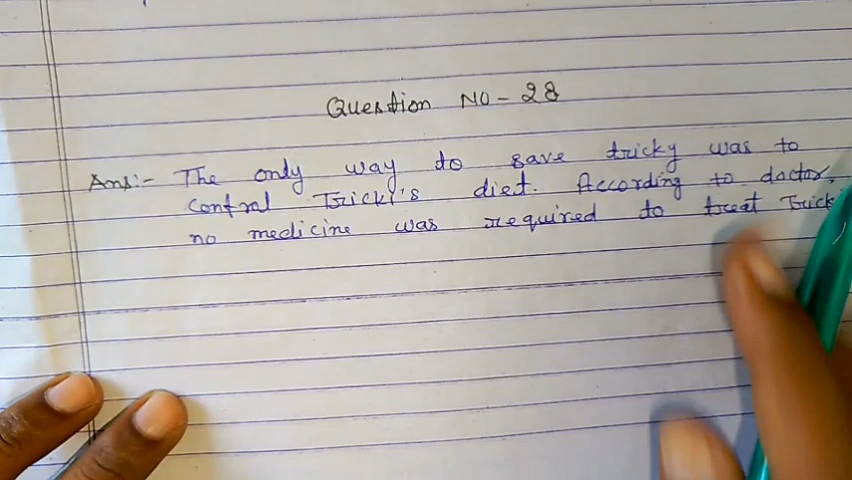 Question NO - 28
Ans:- The only way to save tricky was to
control Tricki's diet. According to doctor,
no medicine was required to treat Trick